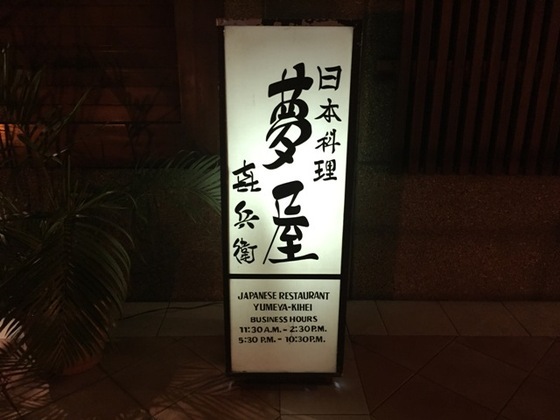 日本料理
夢屋
喜兵衛
JAPANESE RESTAURANT
YUMEYA-KIHEI
BUSINESS HOURS
11:30 A.M. - 2:30 P.M.
5:30 P.M. - 10:30 P.M.